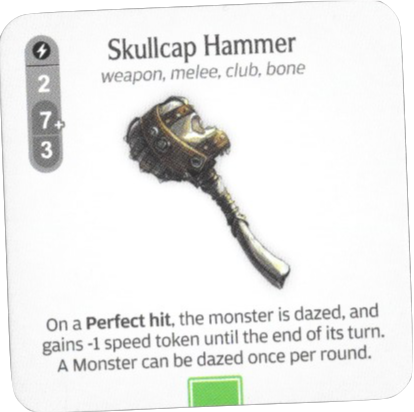 Skullcap Hammer
weapon, melee, club, bone
2
7+
3
On a Perfect hit, the monster is dazed, and
gains -1 speed token until the end of its turn.
A Monster can be dazed once per round.